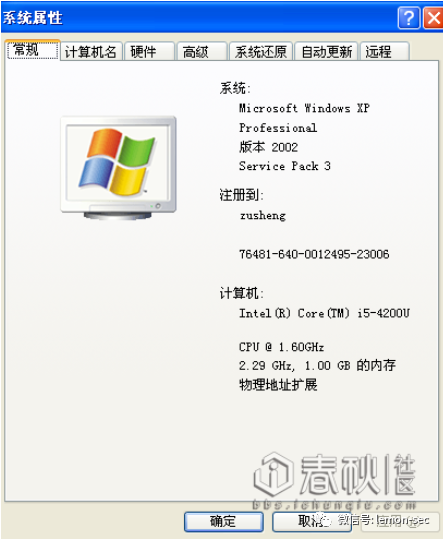 系统属性
常规 计算机名 硬件 高级 系统还原 自动更新 远程
系统:
Microsoft Windows XP
Professional
版本 2002
Service Pack 3
注册到:
zusheng
76481-640-0012495-23006
计算机:
Intel(R) Core(TM) i5-4200U
CPU @ 1.60GHz
2.29 GHz, 1.00 GB 的内存
物理地址扩展
春秋社区
bbs.ichunqiu.com
确定
微信号: